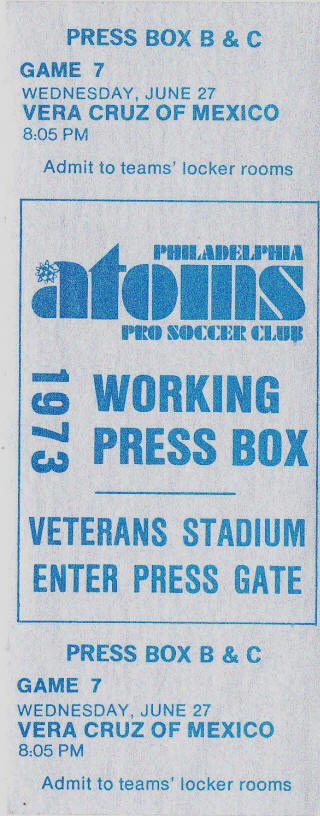 PRESS BOX B & C
GAME 7
WEDNESDAY, JUNE 27
VERA CRUZ OF MEXICO
8:05 PM
Admit to teams' locker rooms
PHILADELPHIA
atoms
PRO SOCCER CLUB
1973
WORKING
PRESS BOX
VETERANS STADIUM
ENTER PRESS GATE
PRESS BOX B & C
GAME 7
WEDNESDAY, JUNE 27
VERA CRUZ OF MEXICO
8:05 PM
Admit to teams' locker rooms